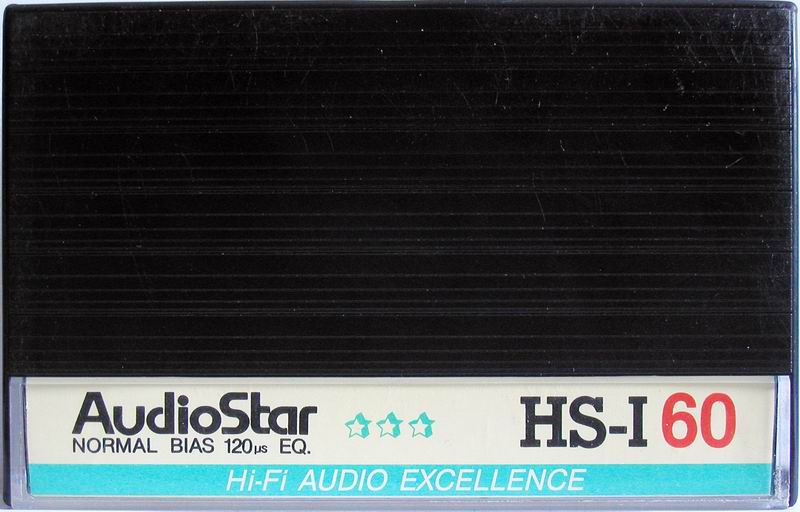 AudioStar HS-I 60
NORMAL BIAS 120µs EQ.
Hi-Fi AUDIO EXCELLENCE